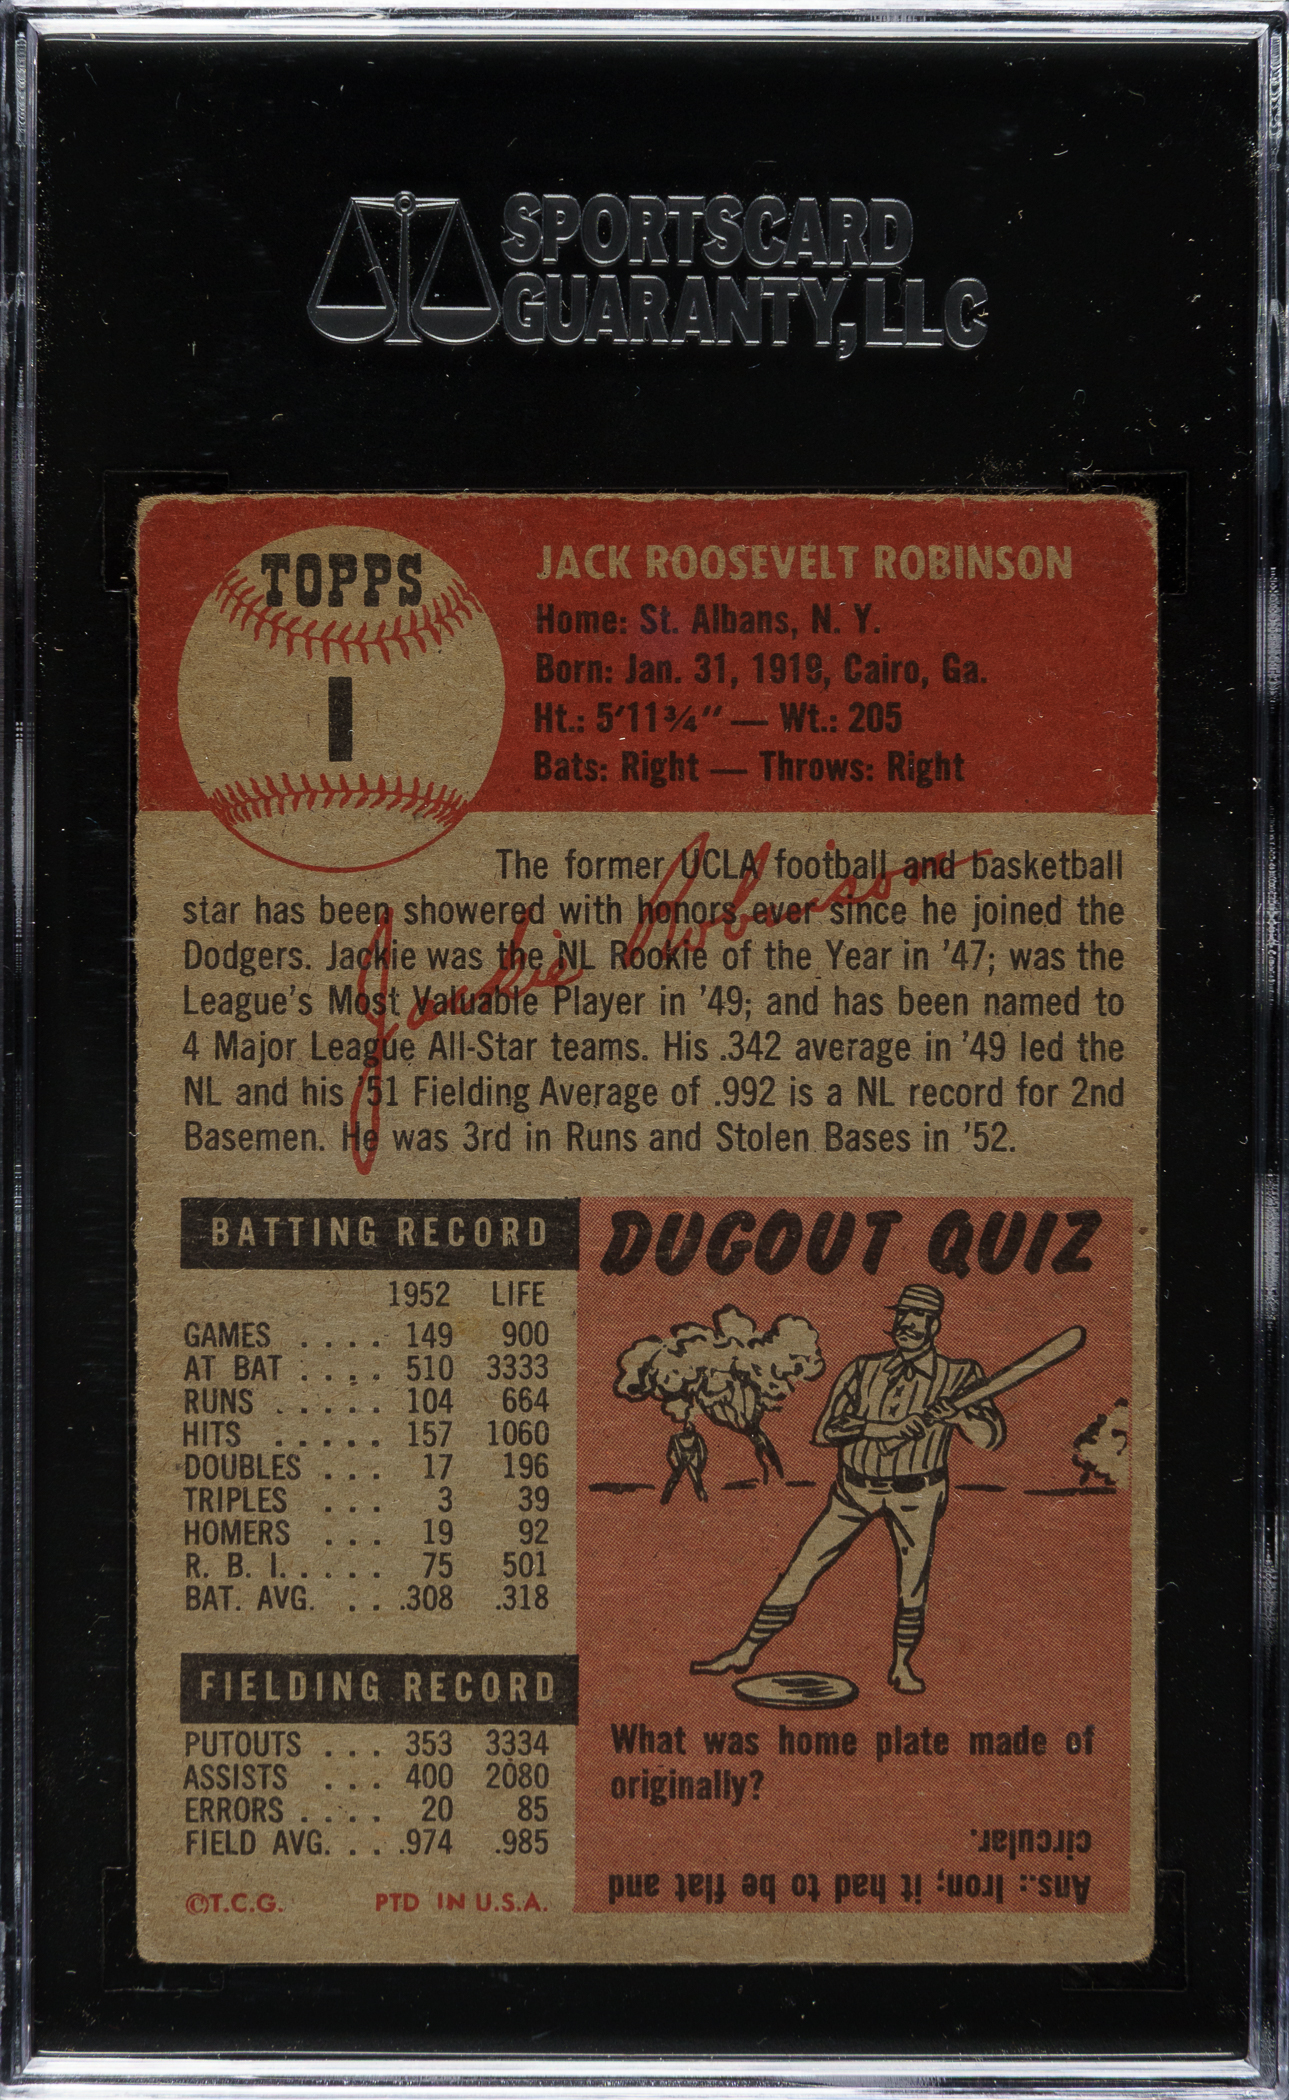 SPORTSCARD
GUARANTY, LLC
TOPPS
1
JACK ROOSEVELT ROBINSON
Home: St. Albans, N. Y.
Born: Jan. 31, 1919, Cairo, Ga.
Ht.: 5'11¾" — Wt.: 205
Bats: Right — Throws: Right
The former UCLA football and basketball
star has been showered with honors ever since he joined the
Dodgers. Jackie was the NL Rookie of the Year in '47; was the
League's Most Valuable Player in '49; and has been named to
4 Major League All-Star teams. His .342 average in '49 led the
NL and his '51 Fielding Average of .992 is a NL record for 2nd
Basemen. He was 3rd in Runs and Stolen Bases in '52.
Jackie Robinson
BATTING RECORD
1952 LIFE
GAMES . . . . 149 900
AT BAT . . . . 510 3333
RUNS . . . . . 104 664
HITS . . . . . 157 1060
DOUBLES . . . 17 196
TRIPLES . . . 3 39
HOMERS . . . 19 92
R. B. I. . . . . 75 501
BAT. AVG. . . .308 .318
FIELDING RECORD
PUTOUTS . . . 353 3334
ASSISTS . . . 400 2080
ERRORS . . . . 20 85
FIELD AVG. . . .974 .985
©T.C.G. PTD IN U.S.A.
DUGOUT QUIZ
What was home plate made of
originally?
Ans.: Iron; it had to be flat and
circular.